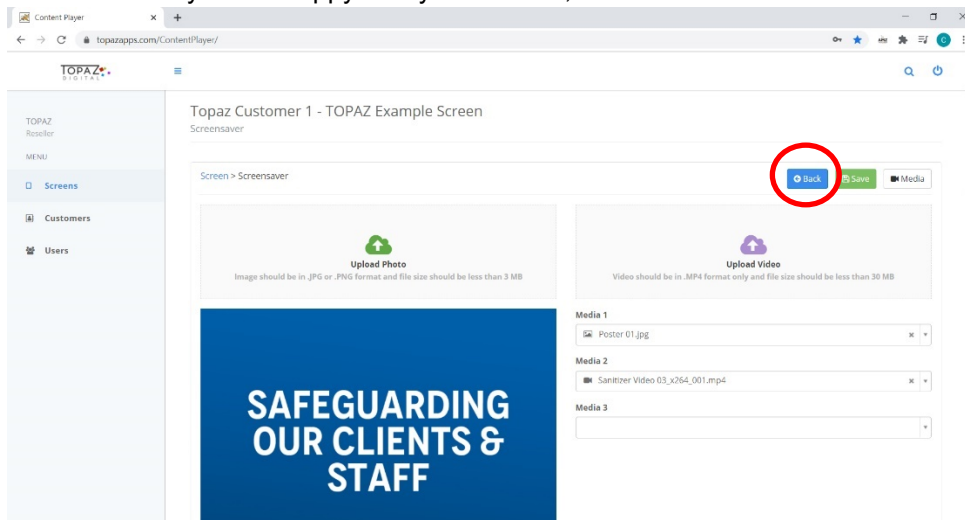 Content Player
topazapps.com/ContentPlayer/
TOPAZ
DIGITAL
TOPAZ
Reseller
MENU
Screens
Customers
Users
Topaz Customer 1 - TOPAZ Example Screen
Screensaver
Screen > Screensaver
Back
Save
Media
Upload Photo
Image should be in .JPG or .PNG format and file size should be less than 3 MB
Upload Video
Video should be in .MP4 format only and file size should be less than 30 MB
Media 1
Poster 01.jpg
Media 2
Sanitizer Video 03_x264_001.mp4
Media 3
SAFEGUARDING
OUR CLIENTS &
STAFF